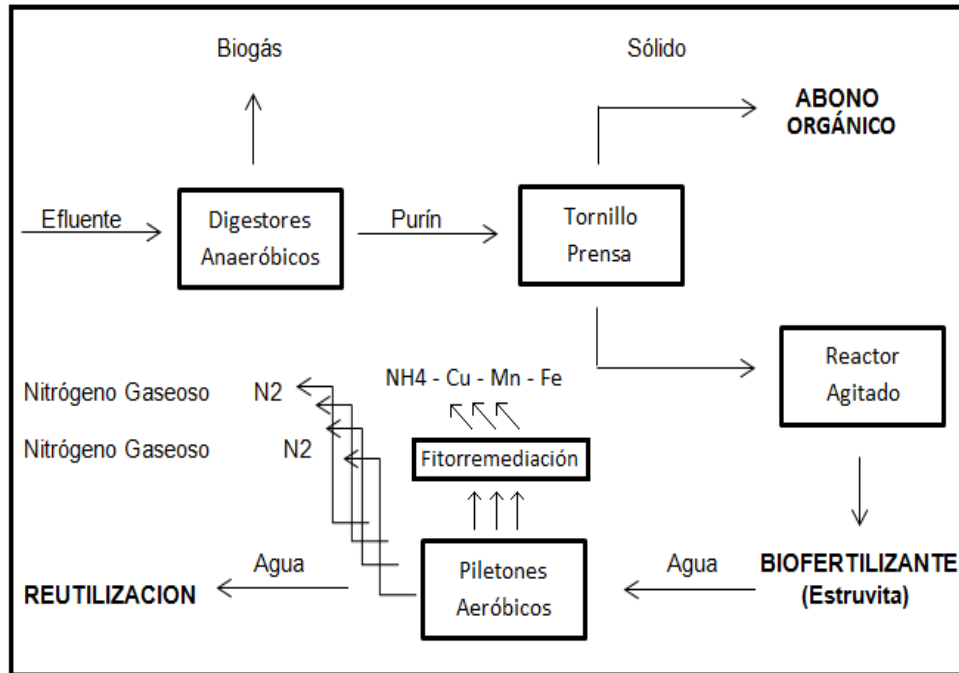 Biogás
Sólido
ABONO
ORGÁNICO
Efluente
Digestores
Anaeróbicos
Purín
Tornillo
Prensa
Reactor
Agitado
NH4 - Cu - Mn - Fe
Nitrógeno Gaseoso N2
Nitrógeno Gaseoso N2
Fitorremediación
REUTILIZACION
Agua
Piletones
Aeróbicos
Agua
BIOFERTILIZANTE
(Estruvita)